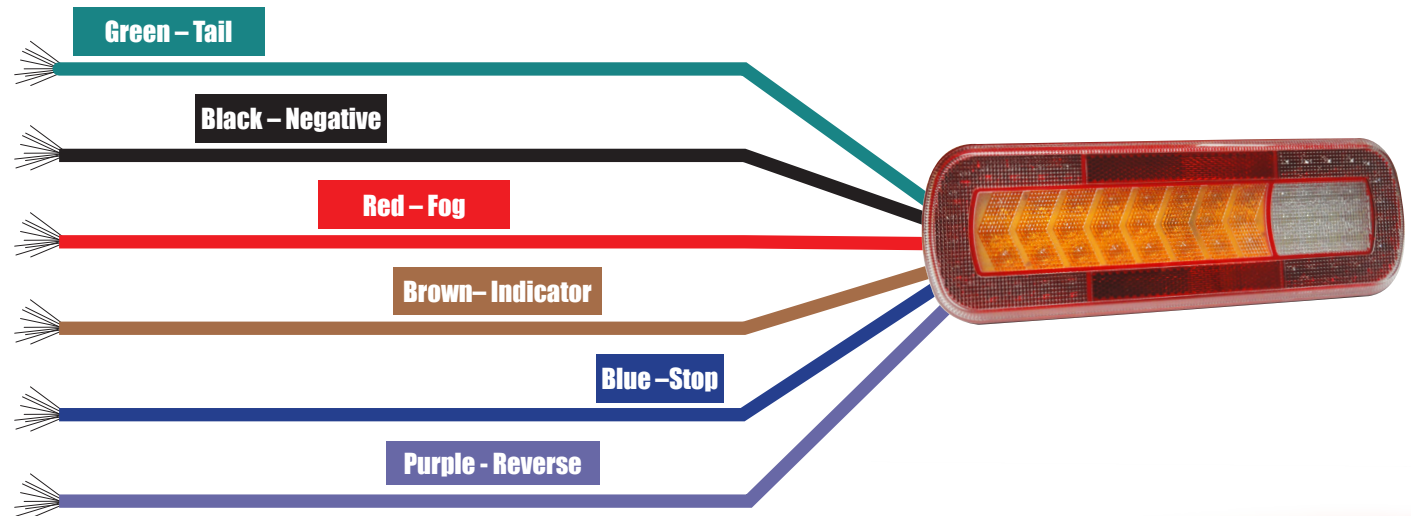 Green – Tail
Black – Negative
Red – Fog
Brown– Indicator
Blue –Stop
Purple - Reverse